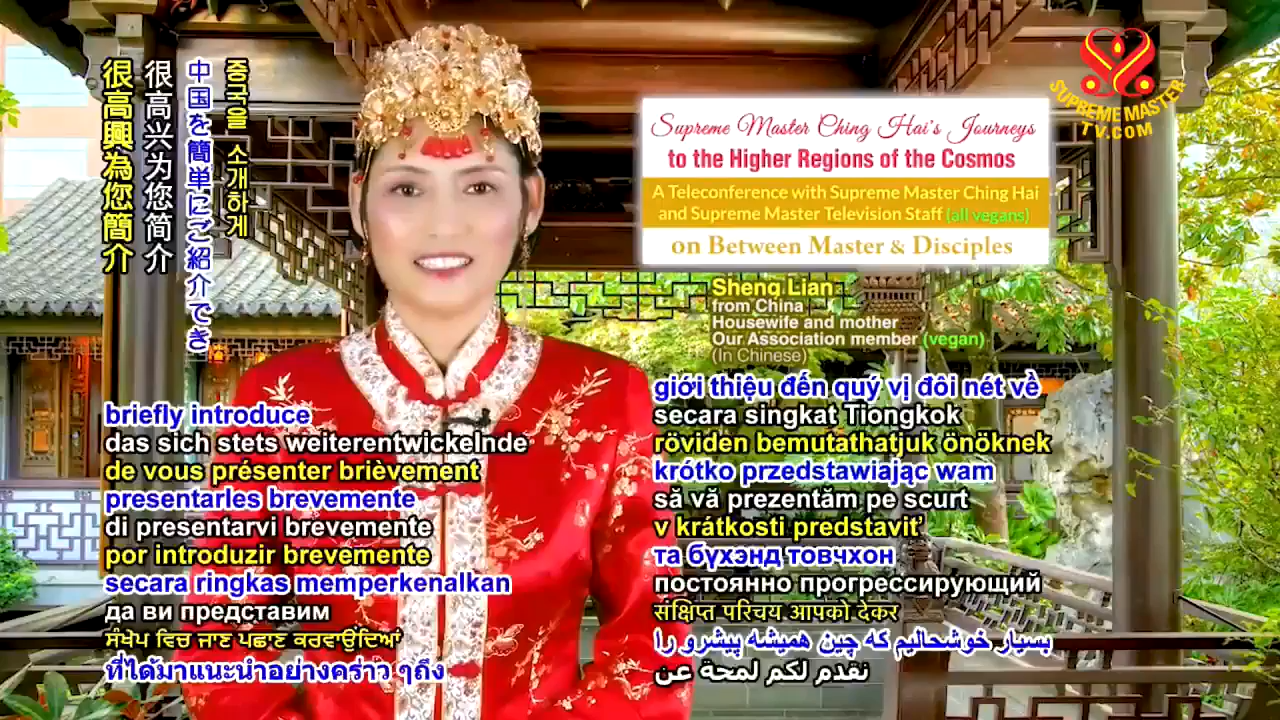 很高興為您簡介
很高兴为您简介
中国を簡単にご紹介でき
중국을 소개하게
SUPREME MASTER
TV.COM
Supreme Master Ching Hai's Journeys
to the Higher Regions of the Cosmos
A Teleconference with Supreme Master Ching Hai
and Supreme Master Television Staff (all vegans)
on Between Master & Disciples
Sheng Lian
from China
Housewife and mother
Our Association member (vegan)
(In Chinese)
briefly introduce
das sich stets weiterentwickelnde
de vous présenter brièvement
presentarles brevemente
di presentarvi brevemente
por introduzir brevemente
secara ringkas memperkenalkan
да ви представим
ਸੰਖੇਪ ਵਿਚ ਜਾਣ ਪਛਾਣ ਕਰਵਾਉਂਦਿਆਂ
ที่ได้มาแนะนำอย่างคร่าว ๆถึง
giới thiệu đến quý vị đôi nét về
secara singkat Tiongkok
röviden bemutathatjuk önöknek
krótko przedstawiając wam
să vă prezentăm pe scurt
v krátkosti predstaviť
та бүхэнд товчхон
постоянно прогрессирующий
संक्षिप्त परिचय आपको देकर
بسیار خوشحالیم که چین همیشه پیشرو را
نقدم لكم لمحة عن